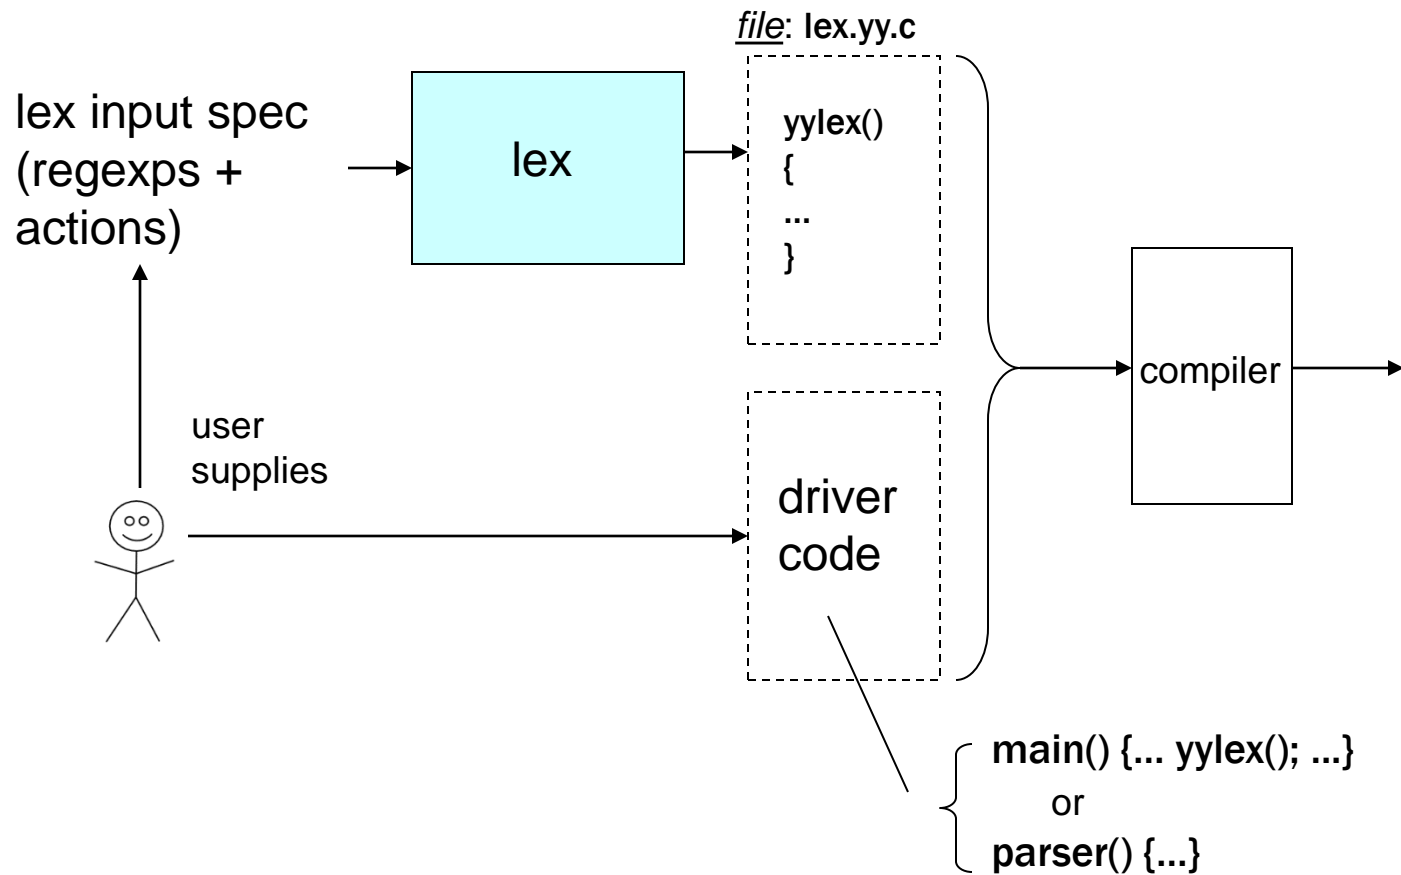 file: lex.yy.c
lex input spec
(regexps +
actions)
lex
yylex()
{
...
}
user
supplies
driver
code
compiler
main() {... yylex(); ...}
or
parser() {...}